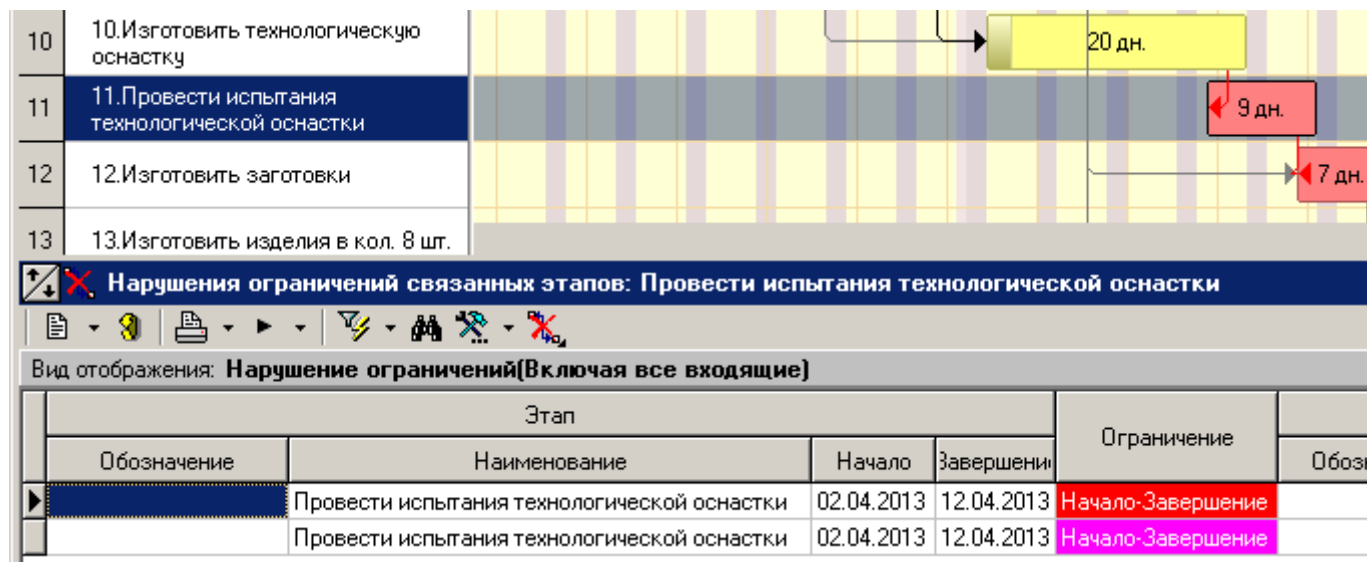 10
10.Изготовить технологическую
оснастку
20 дн.
11
11.Провести испытания
технологической оснастки
9 дн.
12
12.Изготовить заготовки
7 дн.
13
13.Изготовить изделия в кол. 8 шт.
Нарушения ограничений связанных этапов: Провести испытания технологической оснастки
Вид отображения: Нарушение ограничений(Включая все входящие)
Этап
Ограничение
Обозначение Наименование Начало Завершени Обоз
Провести испытания технологической оснастки 02.04.2013 12.04.2013 Начало-Завершение
Провести испытания технологической оснастки 02.04.2013 12.04.2013 Начало-Завершение